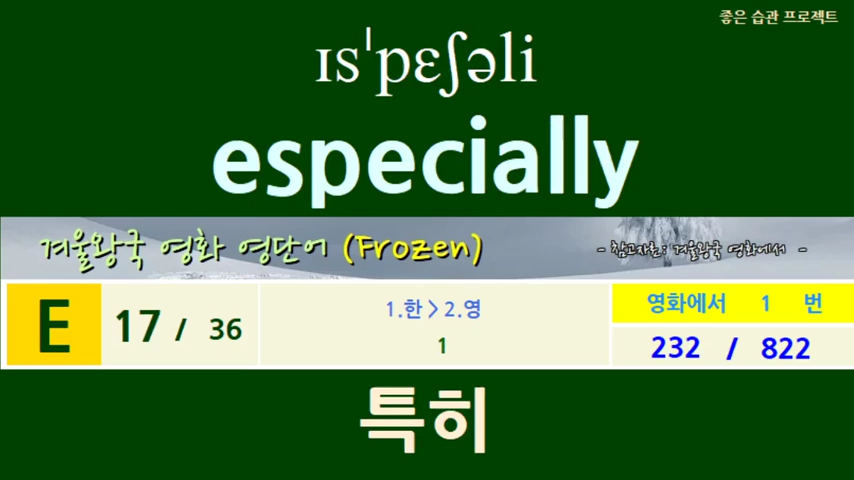 좋은 습관 프로젝트
ɪsˈpɛʃəli
especially
겨울왕국 영화 영단어 (Frozen)
- 참고자료: 겨울왕국 영화에서 -
E 17 / 36
1.한 > 2.영
1
영화에서 1 번
232 / 822
특히